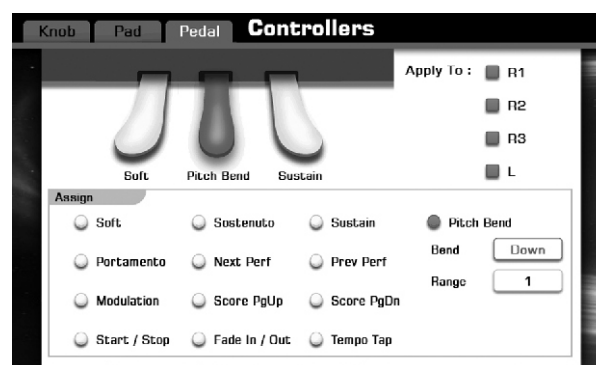 Knob Pad Pedal Controllers
Apply To : R1
R2
R3
L
Soft Pitch Bend Sustain
Assign
Soft Sostenuto Sustain Pitch Bend
Portamento Next Perf Prev Perf Bend Down
Modulation Score PgUp Score PgDn Range 1
Start / Stop Fade In / Out Tempo Tap